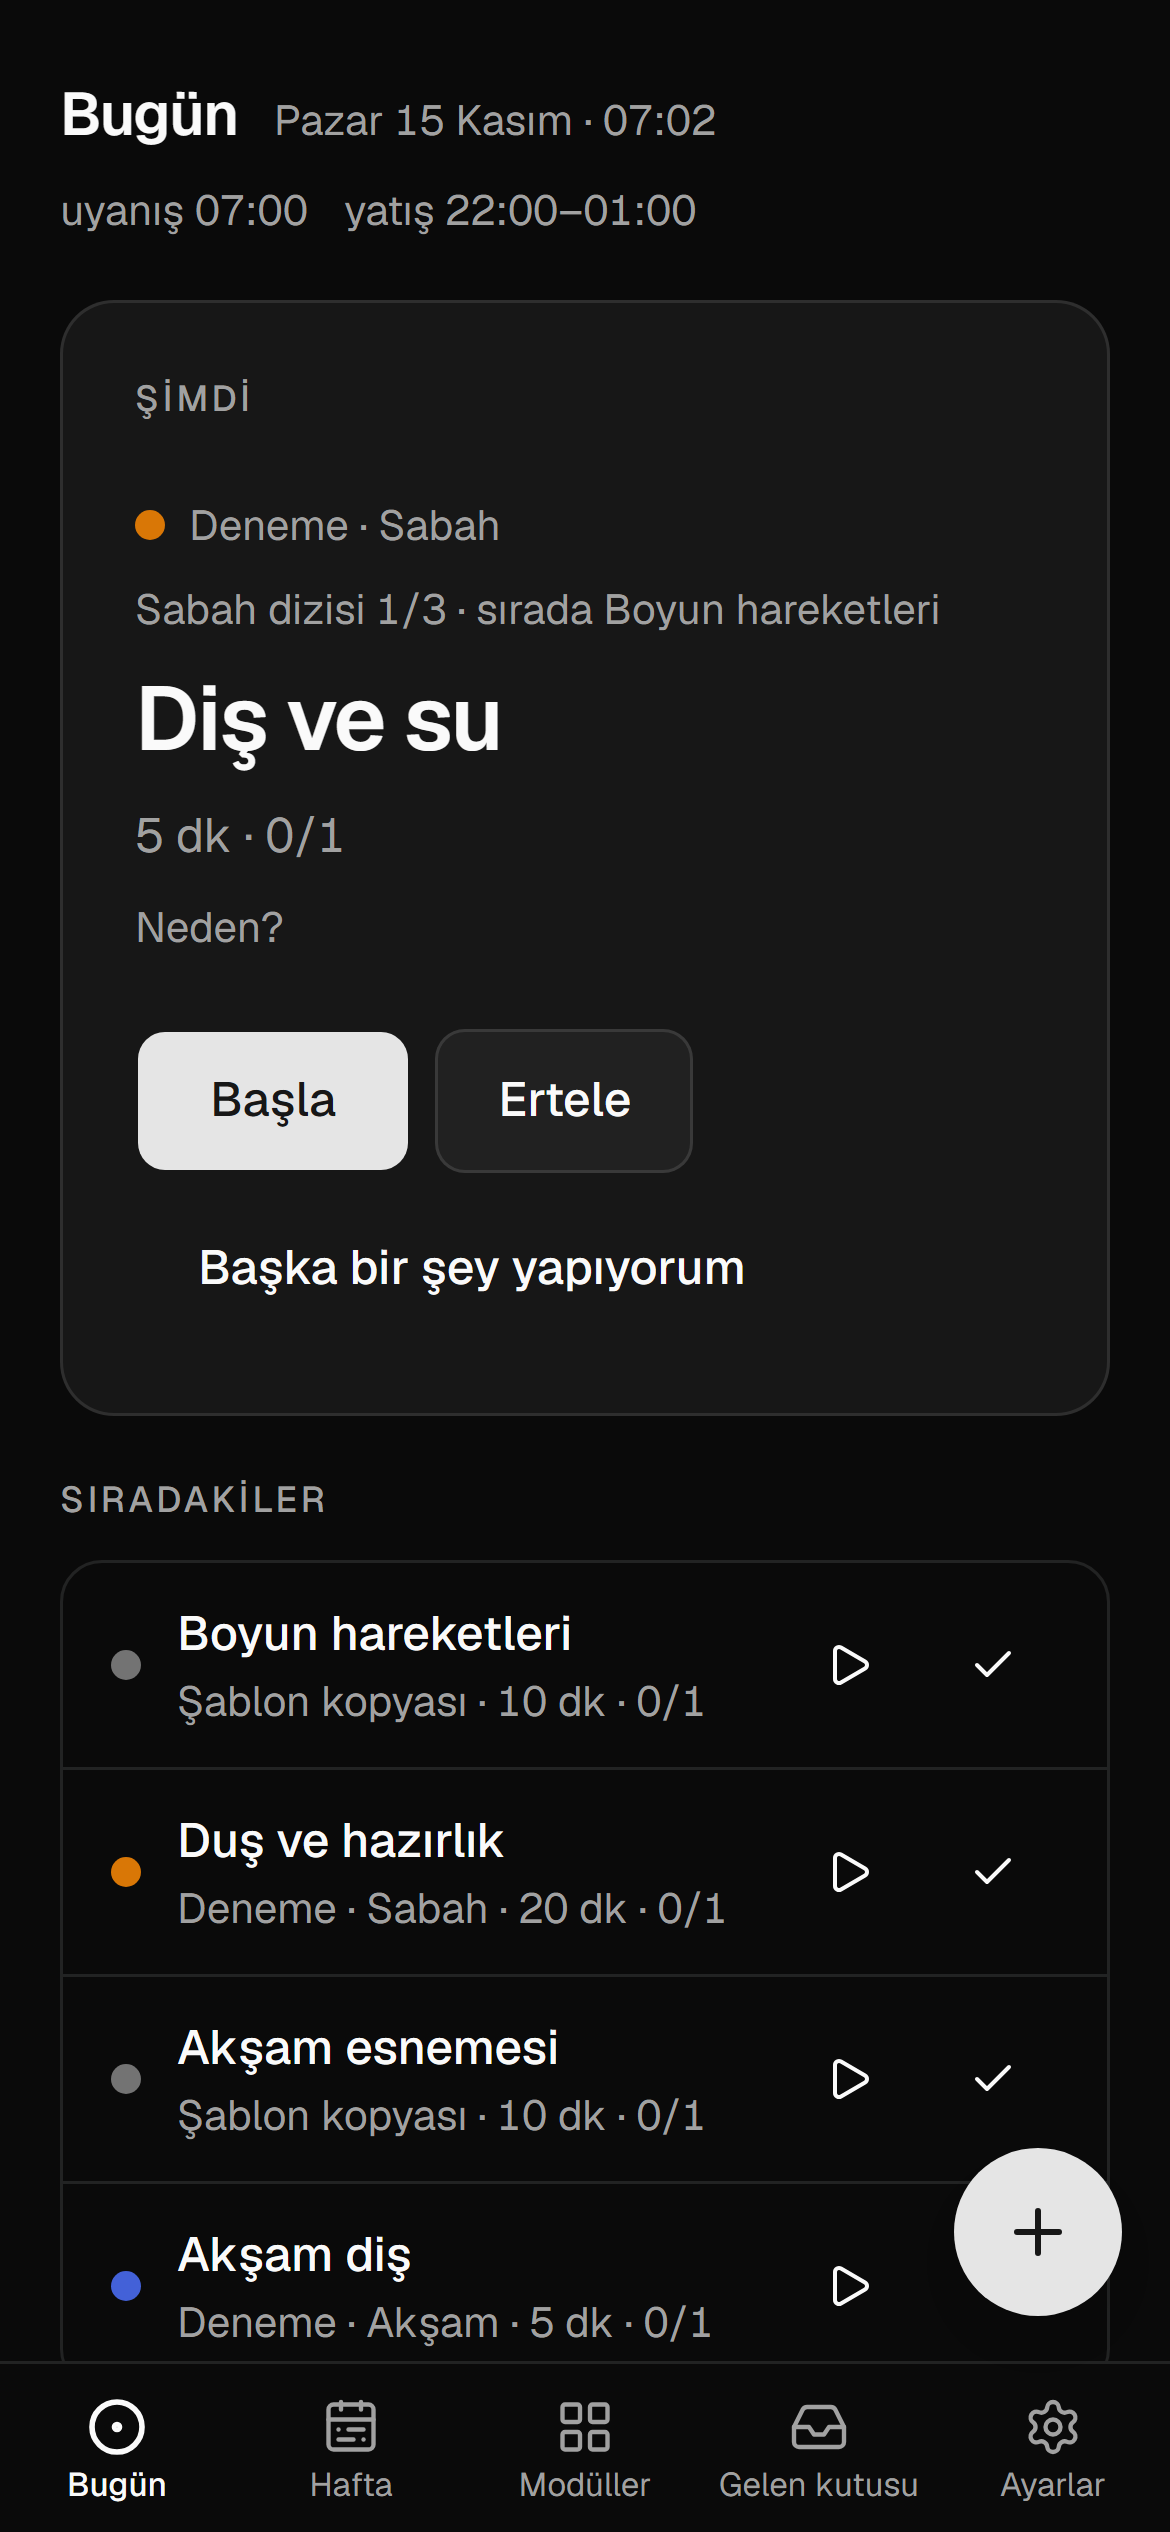 Bugün Pazar 15 Kasım · 07:02
uyanış 07:00 yatış 22:00–01:00
ŞİMDİ
Deneme · Sabah
Sabah dizisi 1/3 · sırada Boyun hareketleri
Diş ve su
5 dk · 0/1
Neden?
Başla Ertele
Başka bir şey yapıyorum
SIRADAKİLER
Boyun hareketleri
Şablon kopyası · 10 dk · 0/1
Duş ve hazırlık
Deneme · Sabah · 20 dk · 0/1
Akşam esnemesi
Şablon kopyası · 10 dk · 0/1
Akşam diş
Deneme · Akşam · 5 dk · 0/1
Bugün Hafta Modüller Gelen kutusu Ayarlar